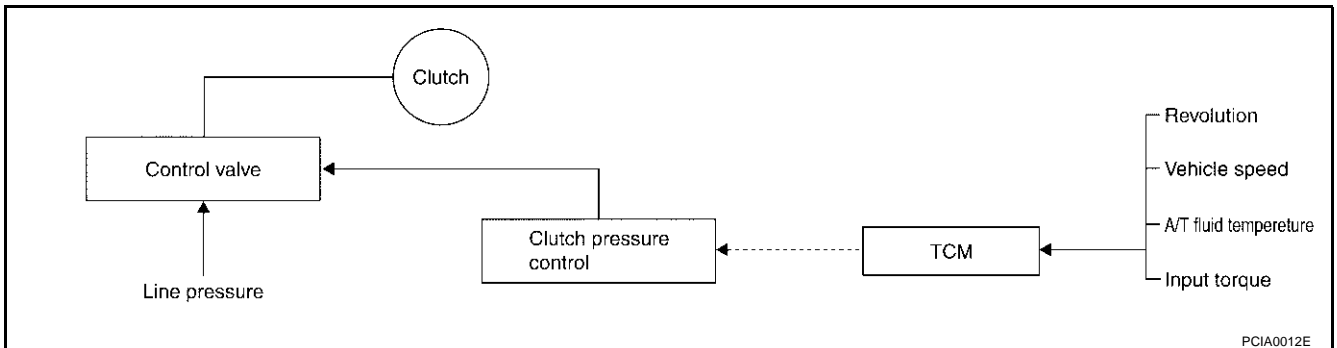 Clutch
Control valve
Line pressure
Clutch pressure
control
TCM
Revolution
Vehicle speed
A/T fluid tempereture
Input torque
PCIA0012E